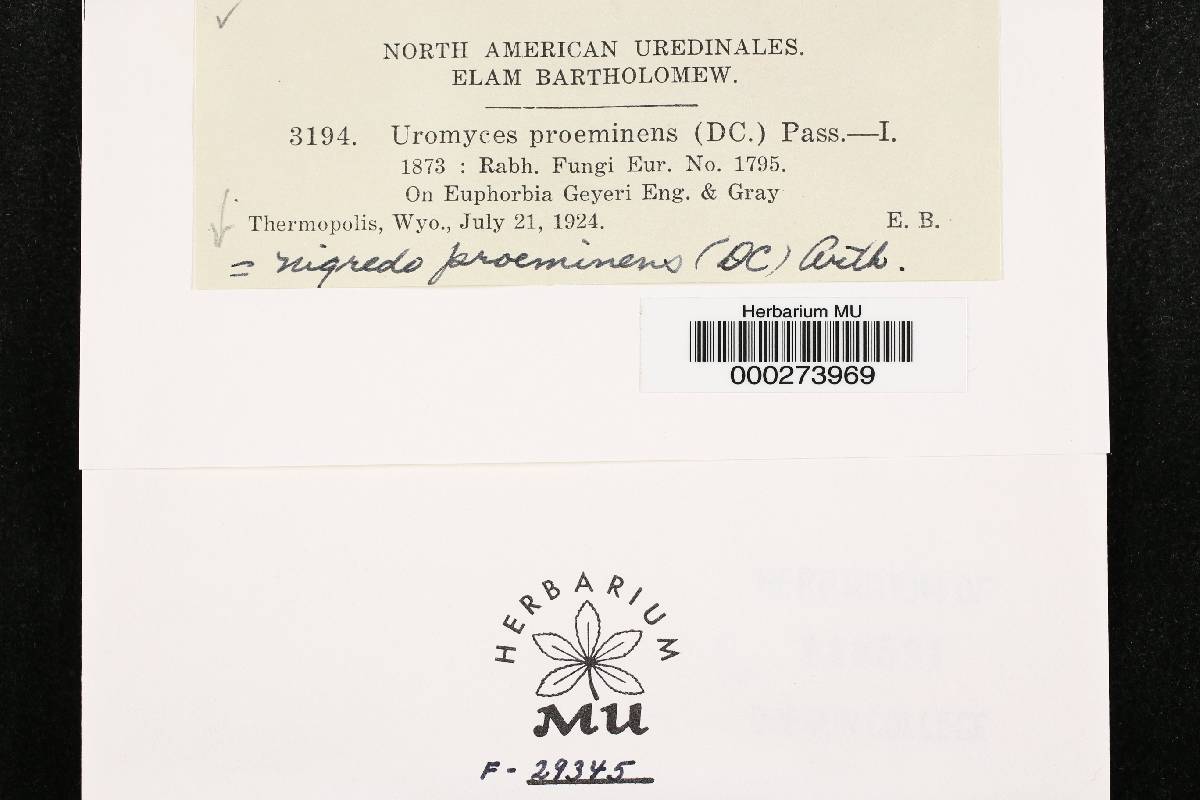 NORTH AMERICAN UREDINALES.
ELAM BARTHOLOMEW.
3194. Uromyces proeminens (DC.) Pass.—I.
1873 : Rabh. Fungi Eur. No. 1795.
On Euphorbia Geyeri Eng. & Gray
Thermopolis, Wyo., July 21, 1924. E. B.
= nigredo proeminens (DC) Arth.
Herbarium MU
000273969
HERBARIUM
MU
F- 29345